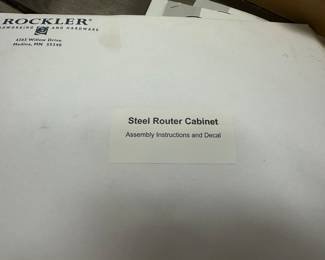 ROCKLER®
WOODWORKING AND HARDWARE
4365 Willow Drive
Medina, MN 55340
Steel Router Cabinet
Assembly Instructions and Decal